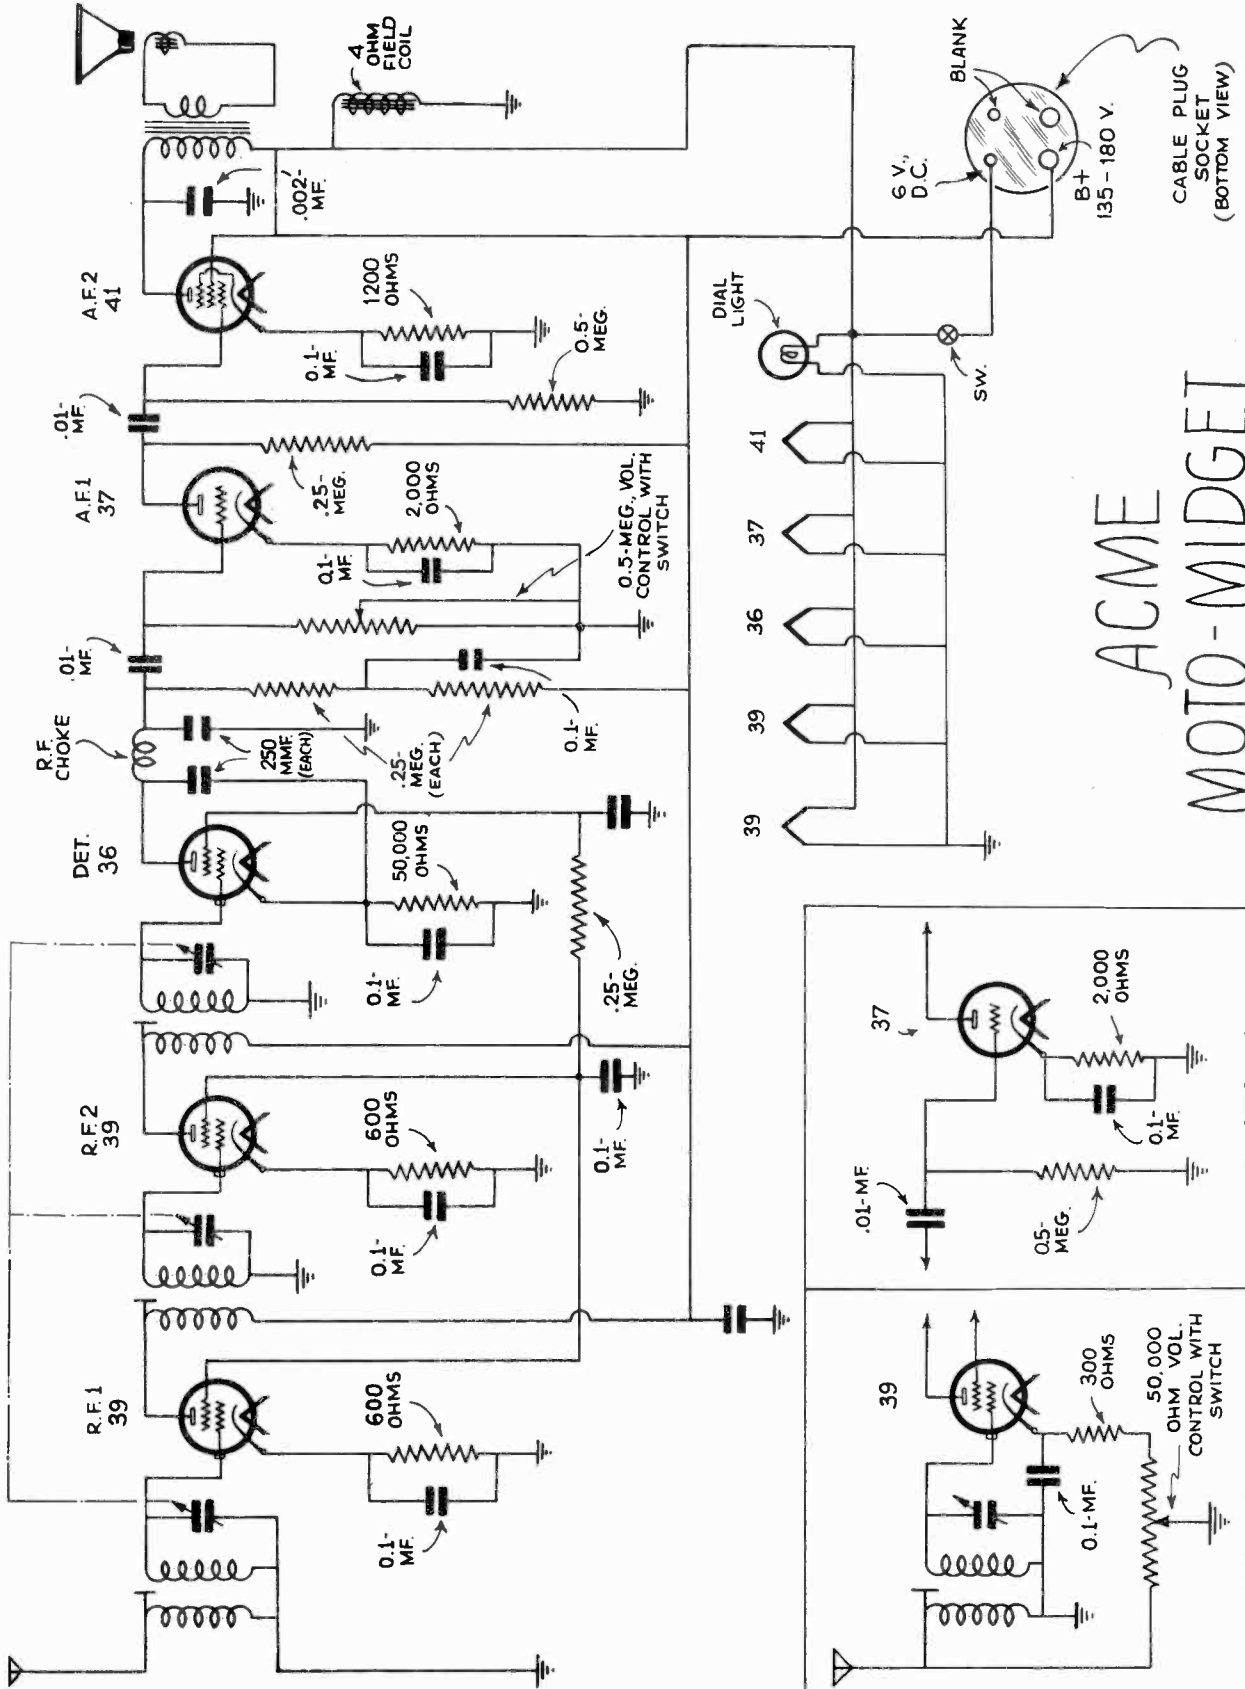 4
OHM
FIELD
COIL
.002-
MF.
A.F.2
41
1200
OHMS
0.1-
MF.
0.5-
MEG.
.01-
MF.
A.F.1
37
.25-
MEG.
2,000
OHMS
0.1-
MF.
0.5-MEG., VOL.
CONTROL WITH
SWITCH
.01-
MF.
R.F.
CHOKE
250
MMF.
(EACH)
.25-
MEG.
(EACH)
0.1-
MF.
DET.
36
50,000
OHMS
0.1-
MF.
.25-
MEG.
R.F.2
39
600
OHMS
0.1-
MF.
0.1-
MF.
R.F.1
39
600
OHMS
0.1-
MF.
39
39
36
37
41
DIAL
LIGHT
SW.
6 V.,
D.C.
BLANK
B+
135-180 V.
CABLE PLUG
SOCKET
(BOTTOM VIEW)
ACME
MOTO-MIDGET
39
300
OHMS
0.1-MF.
50,000
OHM VOL.
CONTROL WITH
SWITCH
37
.01-MF.
0.5-
MEG.
2,000
OHMS
0.1-
MF.